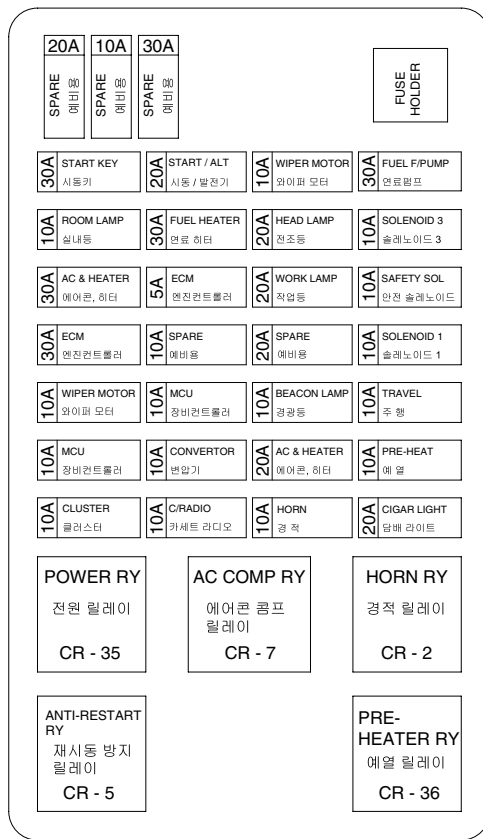 20A 10A 30A
SPARE 예비용
SPARE 예비용
SPARE 예비용
FUSE
HOLDER
30A START KEY
시동키
20A START / ALT
시동 / 발전기
10A WIPER MOTOR
와이퍼 모터
30A FUEL F/PUMP
연료펌프
10A ROOM LAMP
실내등
30A FUEL HEATER
연료 히터
20A HEAD LAMP
전조등
10A SOLENOID 3
솔레노이드 3
30A AC & HEATER
에어콘, 히터
5A ECM
엔진컨트롤러
20A WORK LAMP
작업등
10A SAFETY SOL
안전 솔레노이드
30A ECM
엔진컨트롤러
10A SPARE
예비용
20A SPARE
예비용
10A SOLENOID 1
솔레노이드 1
10A WIPER MOTOR
와이퍼 모터
10A MCU
장비컨트롤러
10A BEACON LAMP
경광등
10A TRAVEL
주 행
10A MCU
장비컨트롤러
10A CONVERTOR
변압기
20A AC & HEATER
에어콘, 히터
10A PRE-HEAT
예 열
10A CLUSTER
클러스터
10A C/RADIO
카세트 라디오
10A HORN
경 적
20A CIGAR LIGHT
담배 라이트
POWER RY
전원 릴레이
CR - 35
AC COMP RY
에어콘 콤프
릴레이
CR - 7
HORN RY
경적 릴레이
CR - 2
ANTI-RESTART
RY
재시동 방지
릴레이
CR - 5
PRE-
HEATER RY
예열 릴레이
CR - 36